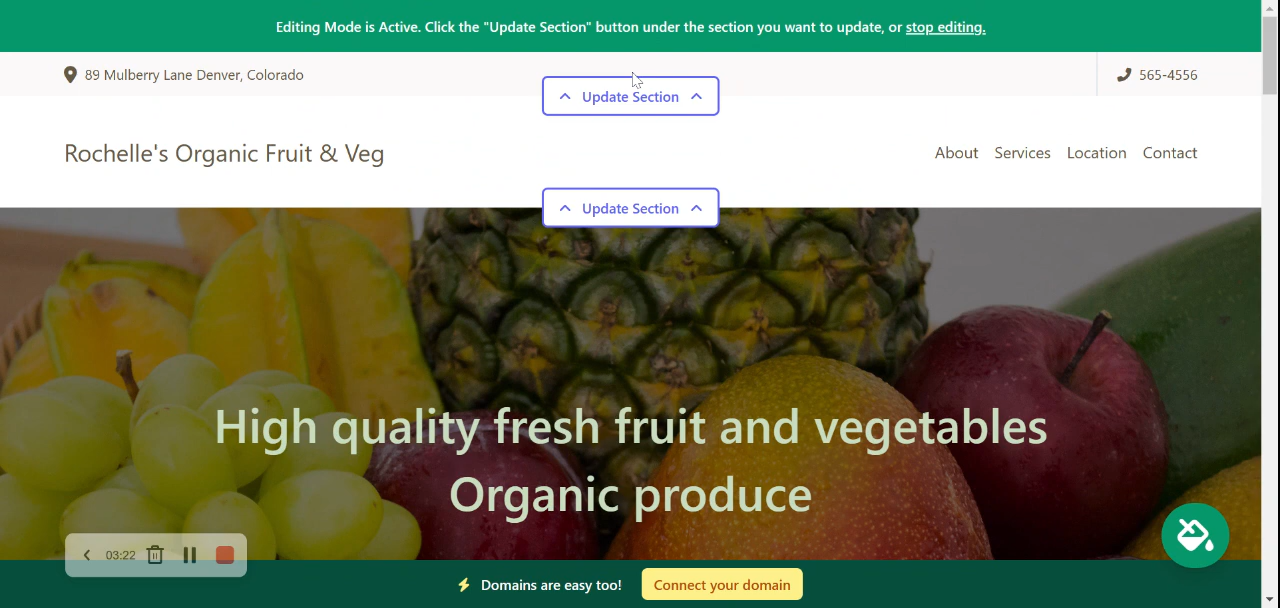 Editing Mode is Active. Click the "Update Section" button under the section you want to update, or stop editing.
89 Mulberry Lane Denver, Colorado
565-4556
Update Section
Rochelle's Organic Fruit & Veg
About Services Location Contact
Update Section
High quality fresh fruit and vegetables
Organic produce
03:22
Domains are easy too! Connect your domain